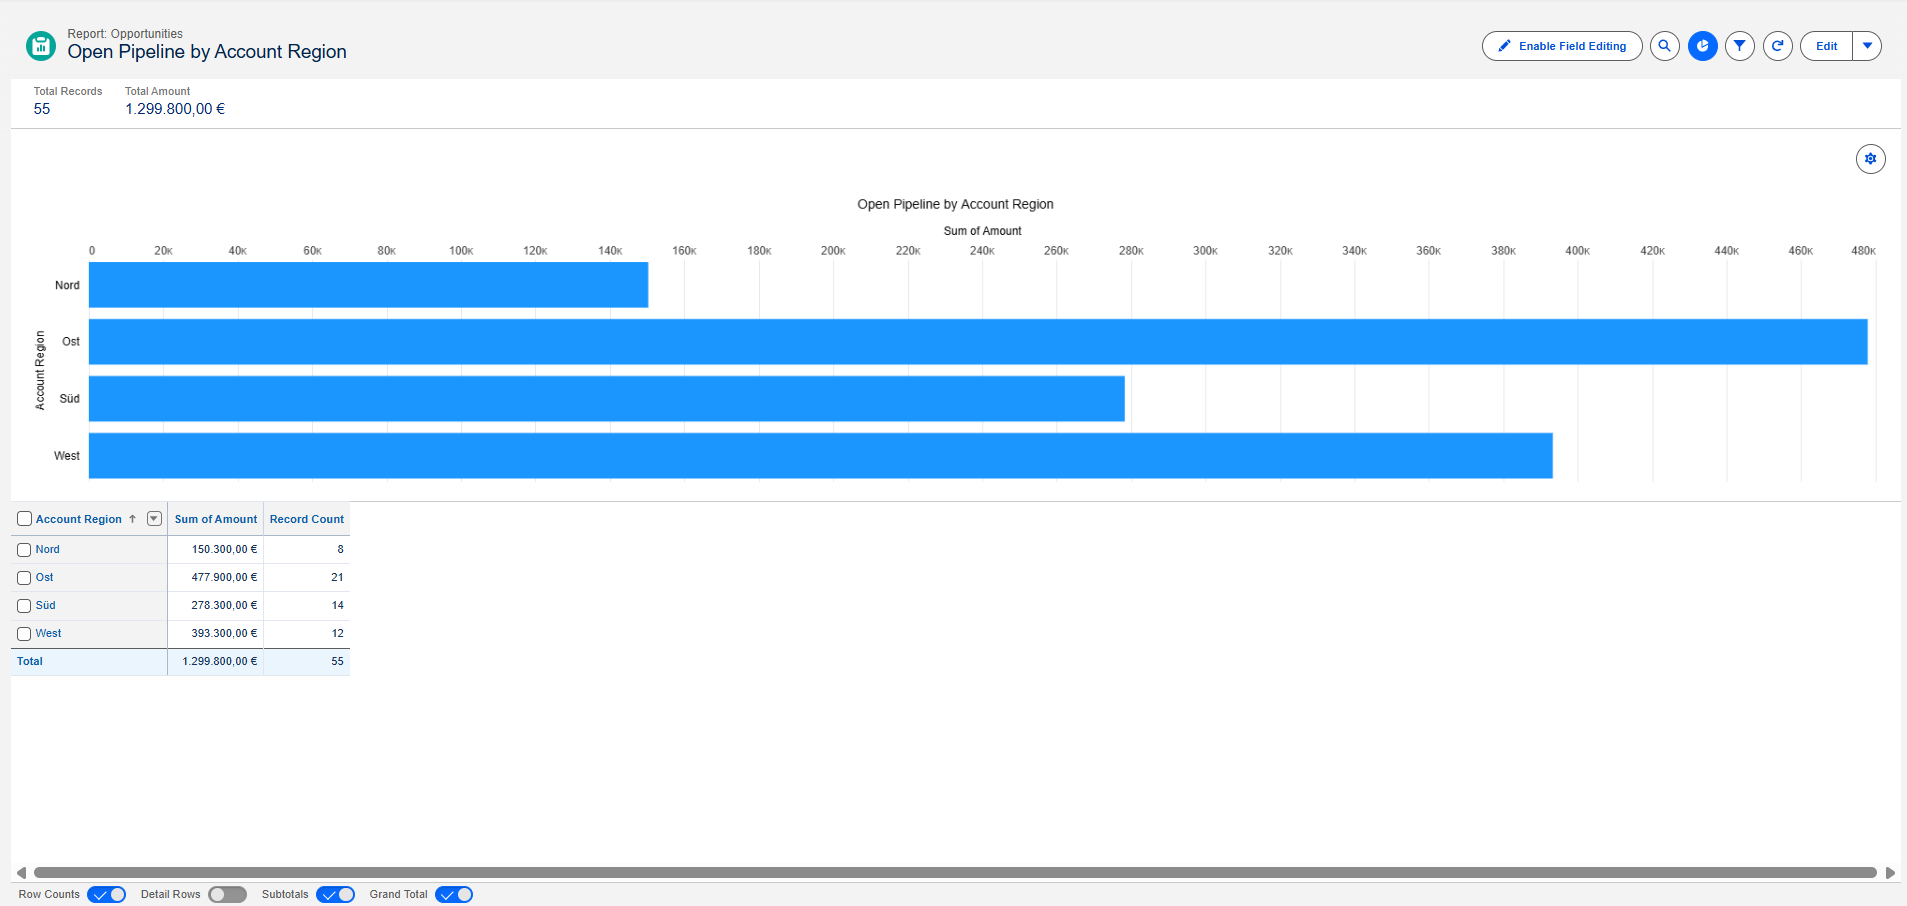 Report: Opportunities
Open Pipeline by Account Region
Enable Field Editing
Edit
Total Records
55
Total Amount
1.299.800,00 €
Open Pipeline by Account Region
Sum of Amount
0 20K 40K 60K 80K 100K 120K 140K 160K 180K 200K 220K 240K 260K 280K 300K 320K 340K 360K 380K 400K 420K 440K 460K 480K
Account Region
Nord
Ost
Süd
West
Account Region ↑ Sum of Amount Record Count
Nord 150.300,00 € 8
Ost 477.900,00 € 21
Süd 278.300,00 € 14
West 393.300,00 € 12
Total 1.299.800,00 € 55
Row Counts Detail Rows Subtotals Grand Total